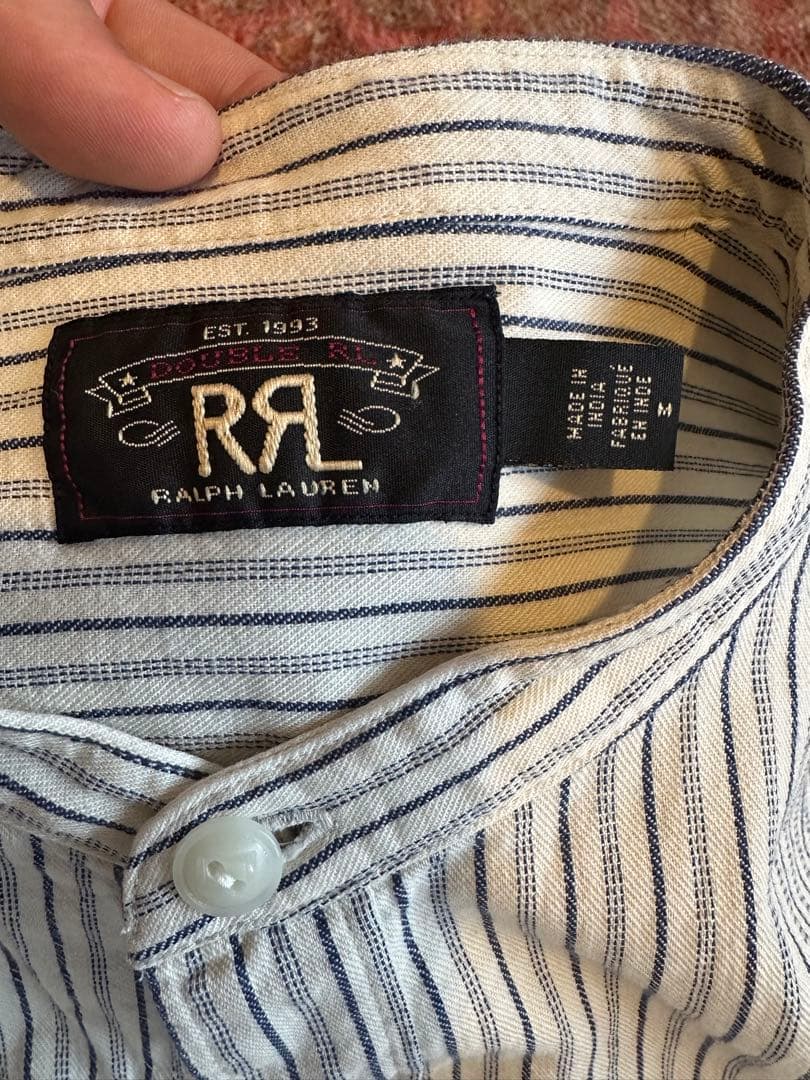 EST. 1993
DOUBLE RL
RRL
RALPH LAUREN
MADE IN
INDIA
FABRIQUÉ
EN INDE
M